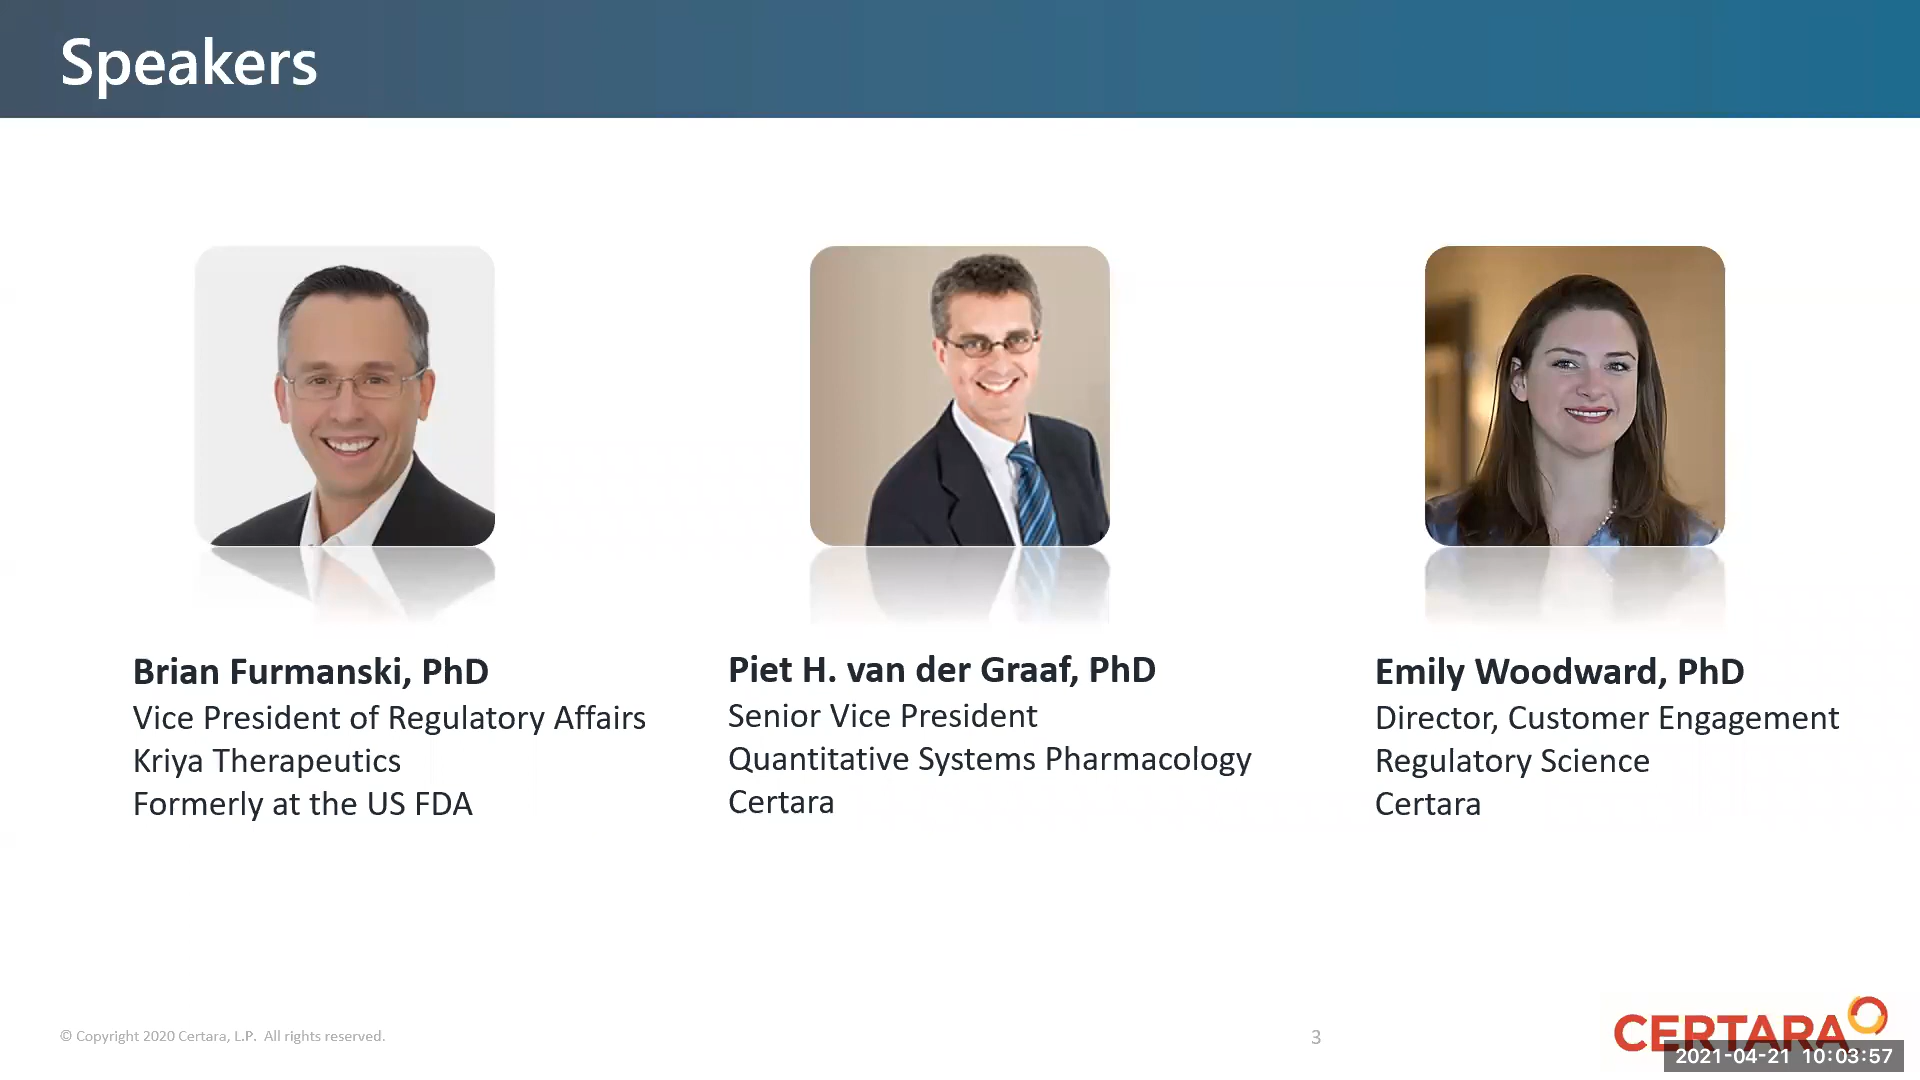 Speakers
Brian Furmanski, PhD
Vice President of Regulatory Affairs
Kriya Therapeutics
Formerly at the US FDA
Piet H. van der Graaf, PhD
Senior Vice President
Quantitative Systems Pharmacology
Certara
Emily Woodward, PhD
Director, Customer Engagement
Regulatory Science
Certara
© Copyright 2020 Certara, L.P. All rights reserved.
3
CERTARA
2021-04-21 10:03:57